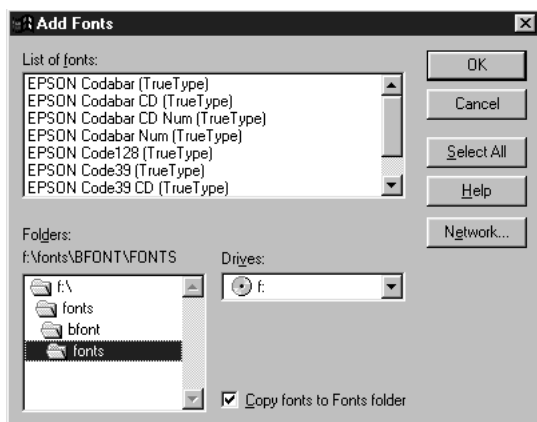 Add Fonts
List of fonts:
EPSON Codabar (TrueType)
EPSON Codabar CD (TrueType)
EPSON Codabar CD Num (TrueType)
EPSON Codabar Num (TrueType)
EPSON Code128 (TrueType)
EPSON Code39 (TrueType)
EPSON Code39 CD (TrueType)
OK
Cancel
Select All
Help
Network...
Folders:
f:\fonts\BFONT\FONTS
f:\
fonts
bfont
fonts
Drives:
f:
Copy fonts to Fonts folder